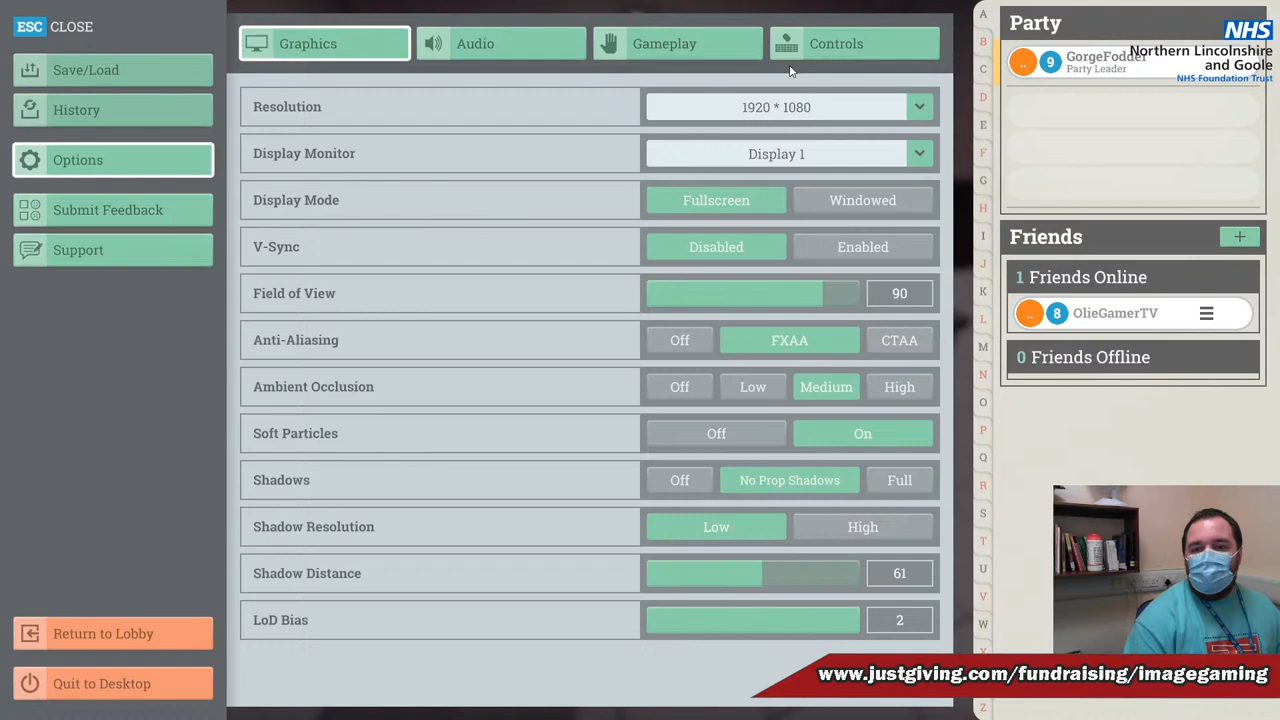 ESC CLOSE
Save/Load
History
Options
Submit Feedback
Support
Return to Lobby
Quit to Desktop
Graphics
Audio
Gameplay
Controls
Resolution 1920 * 1080
Display Monitor Display 1
Display Mode Fullscreen Windowed
V-Sync Disabled Enabled
Field of View 90
Anti-Aliasing Off FXAA CTAA
Ambient Occlusion Off Low Medium High
Soft Particles Off On
Shadows Off No Prop Shadows Full
Shadow Resolution Low High
Shadow Distance 61
LoD Bias 2
A
B
C
D
E
F
G
H
I
J
K
L
M
N
O
P
Q
R
S
T
U
V
W
X
Z
Party
.. 9 GorgeFodder
Party Leader
NHS
Northern Lincolnshire
and Goole
NHS Foundation Trust
Friends +
1 Friends Online
.. 8 OlieGamerTV
0 Friends Offline
www.justgiving.com/fundraising/imagegaming